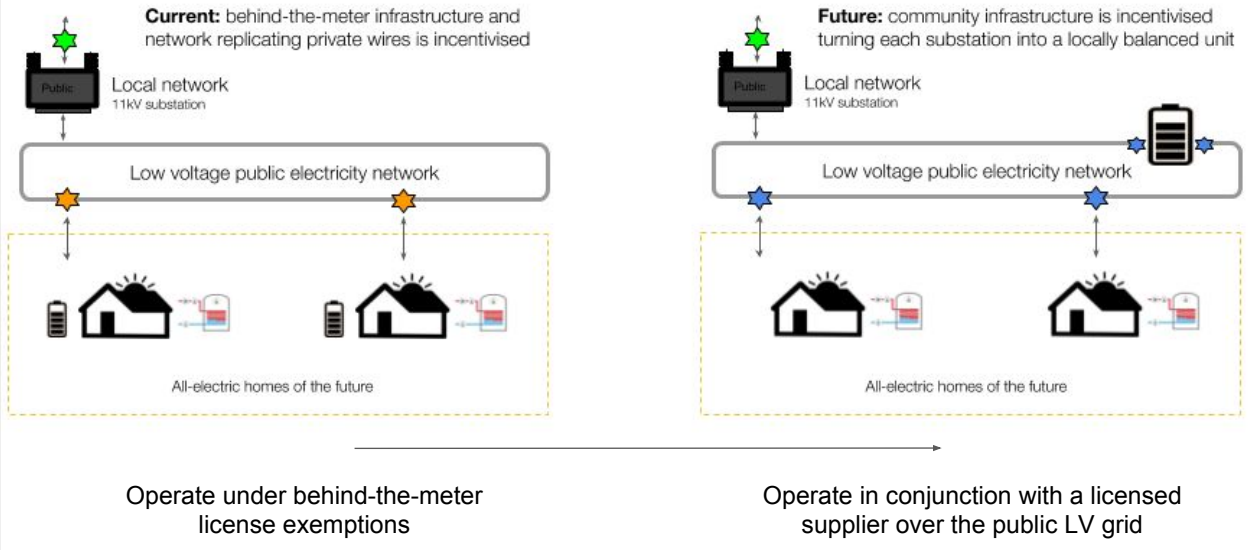 Current: behind-the-meter infrastructure and
network replicating private wires is incentivised
Public
Local network
11kV substation
Low voltage public electricity network
All-electric homes of the future
Operate under behind-the-meter
license exemptions
Future: community infrastructure is incentivised
turning each substation into a locally balanced unit
Public
Local network
11kV substation
Low voltage public electricity network
All-electric homes of the future
Operate in conjunction with a licensed
supplier over the public LV grid